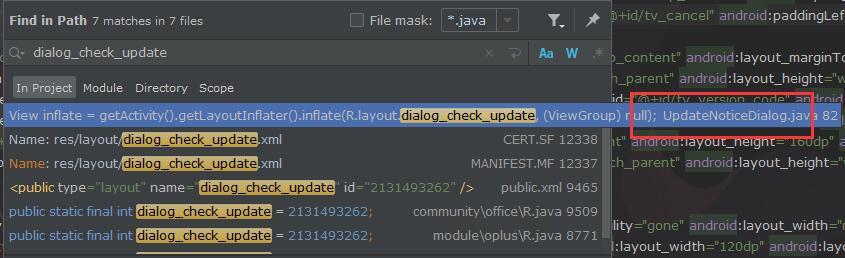 Find in Path 7 matches in 7 files File mask: *.java @+id/tv_cancel" android:paddingLef
dialog_check_update Aa W .*
p_content" android:layout_marginTo
ch_parent" android:layout_height="w
In Project Module Directory Scope id="@+id/tv_version_code" android
View inflate = getActivity().getLayoutInflater().inflate(R.layout.dialog_check_update, (ViewGroup) null); UpdateNoticeDialog.java 82
Name: res/layout/dialog_check_update.xml CERT.SF 12338 t_height="160dp" android
Name: res/layout/dialog_check_update.xml MANIFEST.MF 12337 ch_parent" android:layout_height="w
<public type="layout" name="dialog_check_update" id="2131493262" /> public.xml 9465
public static final int dialog_check_update = 2131493262; community\office\R.java 9509 lity="gone" android:layout_width="m
public static final int dialog_check_update = 2131493262; module\oplus\R.java 8771 d:layout_width="120dp" android